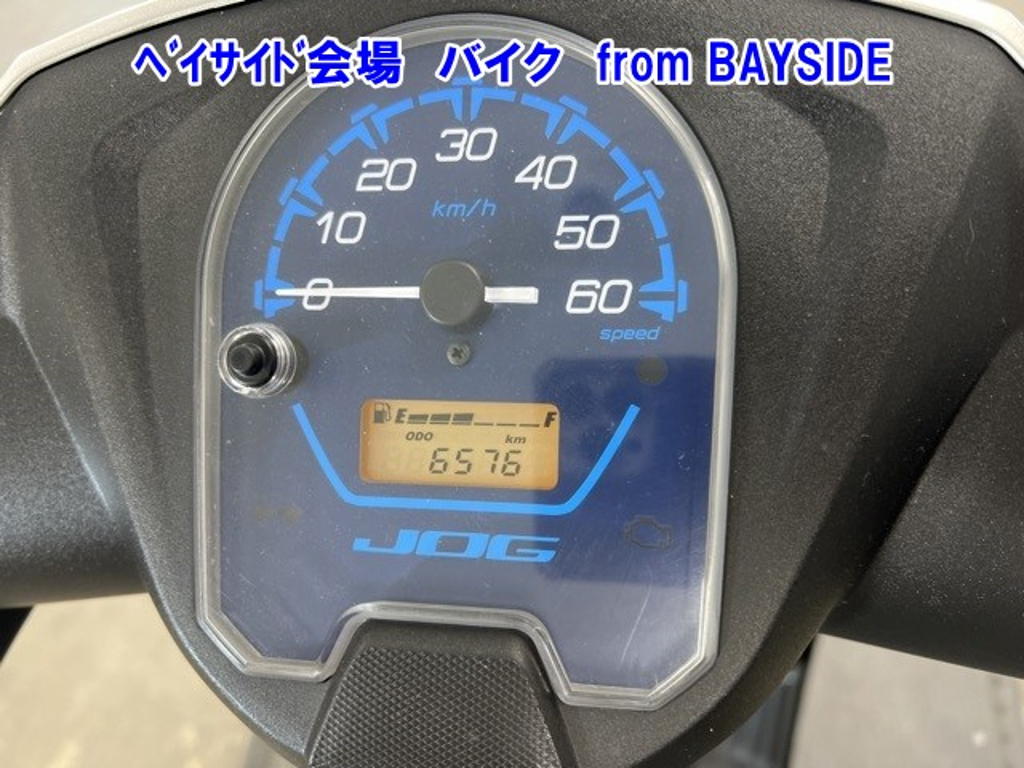 ﾍﾞｲｻｲﾄﾞ会場　バイク　from BAYSIDE
30
20 40
km/h
10 50
0 60
speed
E F
ODO km
6576
JOG